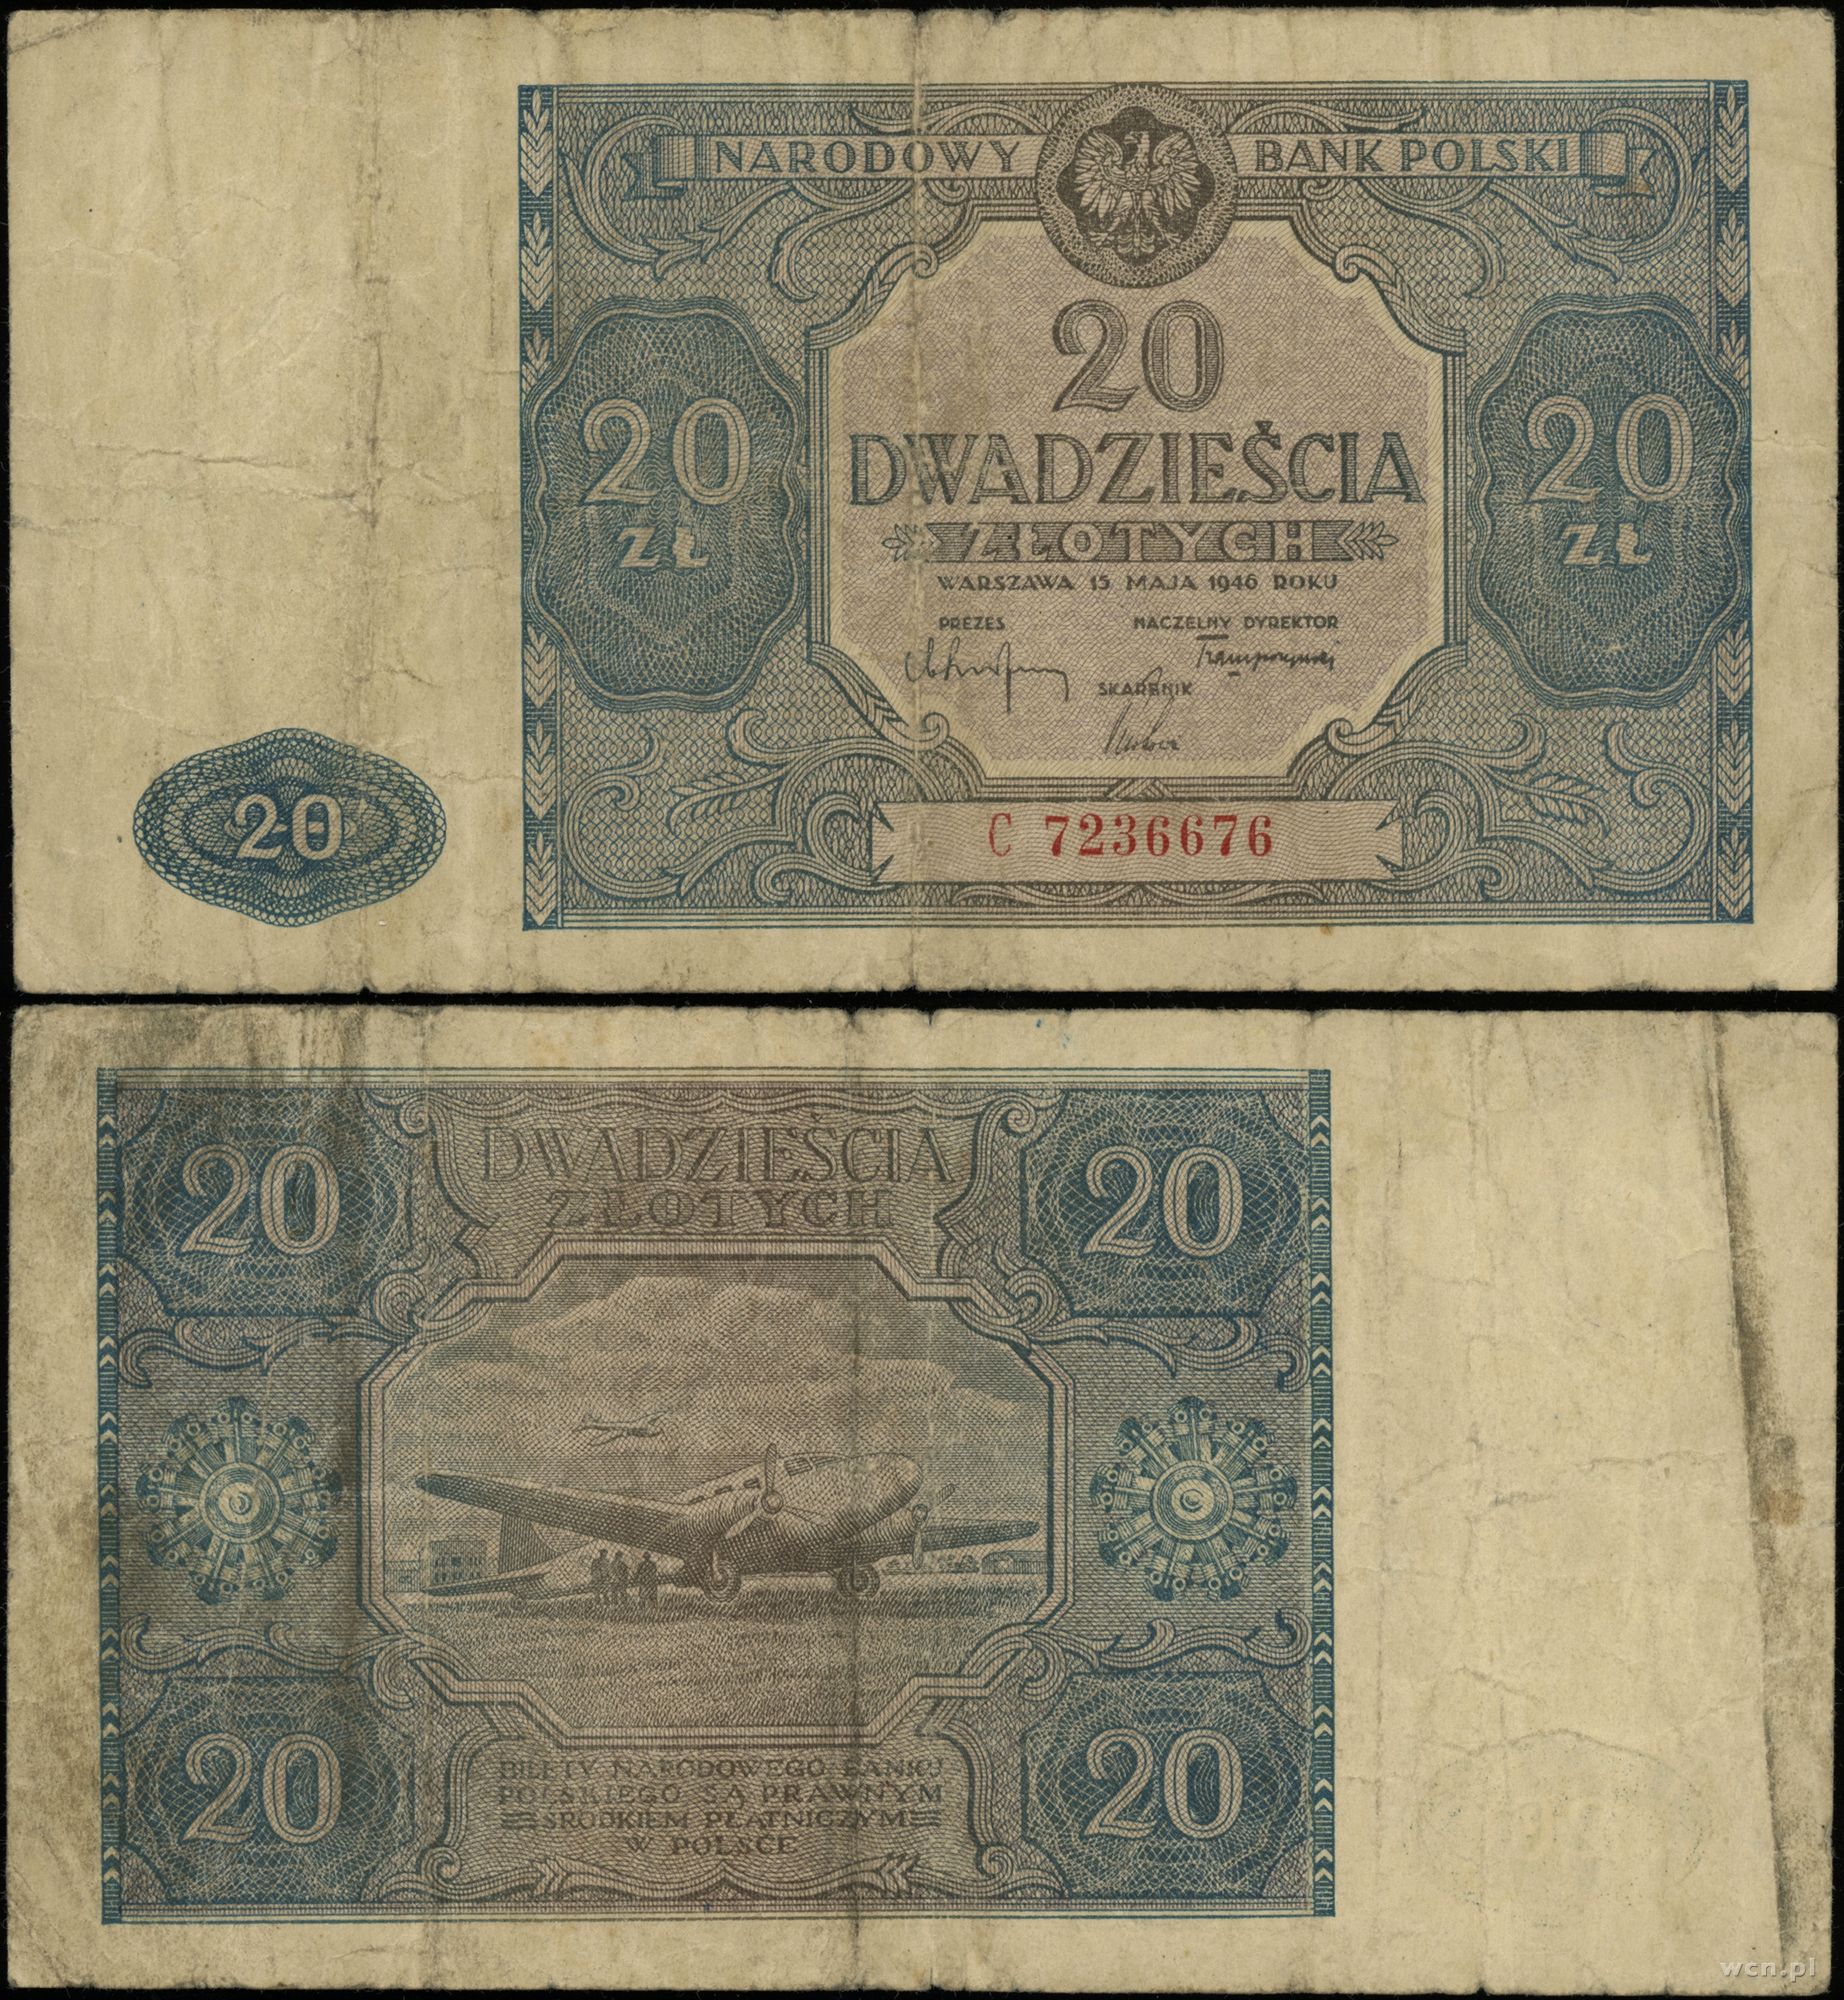 NARODOWY BANK POLSKI
20
DWADZIEŚCIA
ZŁOTYCH
WARSZAWA 15 MAJA 1946 ROKU
PREZES NACZELNY DYREKTOR
SKARBNIK
20 ZŁ
20 ZŁ
20
C 7236676
20 DWADZIEŚCIA 20
ZŁOTYCH
20 20
BILETY NARODOWEGO BANKU
POLSKIEGO SĄ PRAWNYM
ŚRODKIEM PŁATNICZYM
W POLSCE
wcn.pl